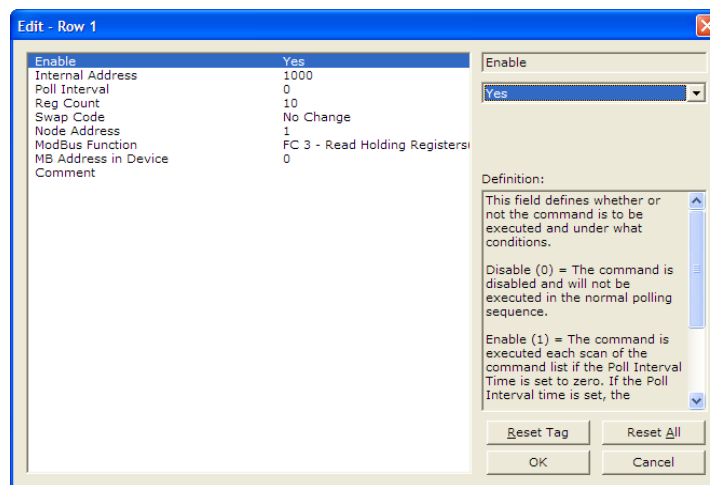 Edit - Row 1
Enable Yes
Internal Address 1000
Poll Interval 0
Reg Count 10
Swap Code No Change
Node Address 1
ModBus Function FC 3 - Read Holding Registers(
MB Address in Device 0
Comment
Enable
Yes
Definition:
This field defines whether or
not the command is to be
executed and under what
conditions.
Disable (0) = The command is
disabled and will not be
executed in the normal polling
sequence.
Enable (1) = The command is
executed each scan of the
command list if the Poll Interval
Time is set to zero. If the Poll
Interval time is set, the
Reset Tag Reset All
OK Cancel